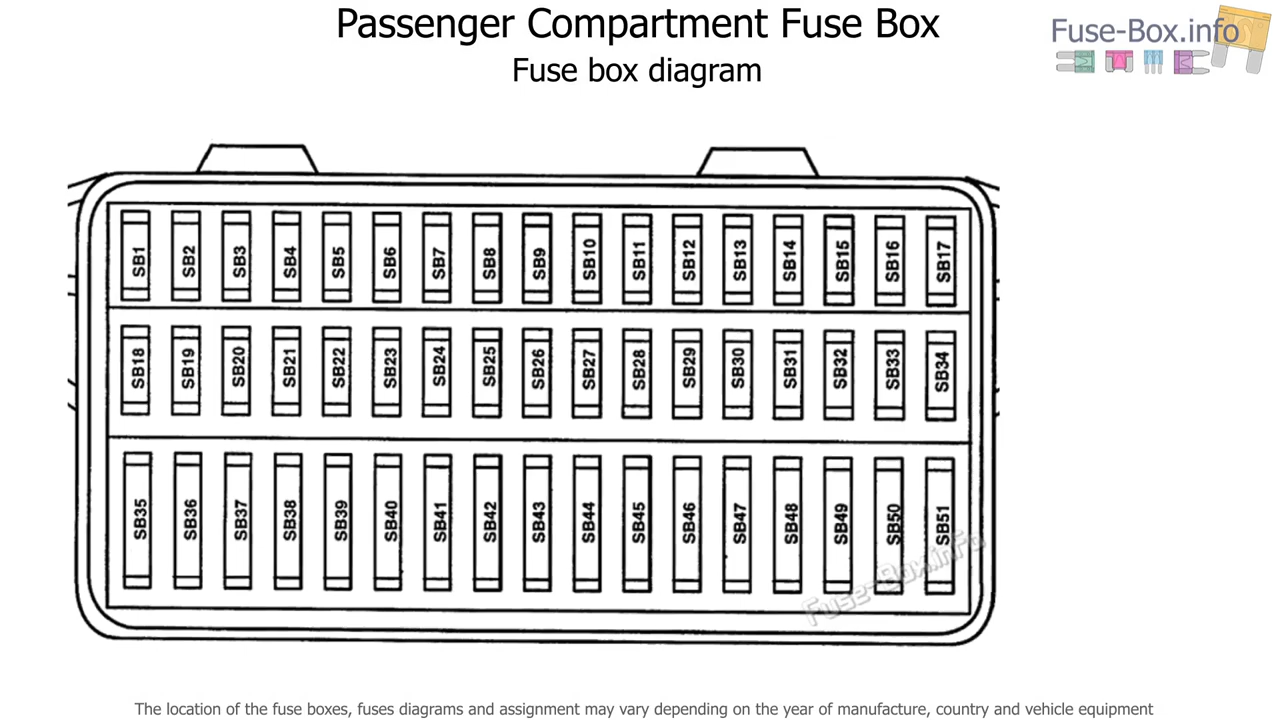 Passenger Compartment Fuse Box
Fuse box diagram
Fuse-Box.info
SB1 SB2 SB3 SB4 SB5 SB6 SB7 SB8 SB9 SB10 SB11 SB12 SB13 SB14 SB15 SB16 SB17
SB18 SB19 SB20 SB21 SB22 SB23 SB24 SB25 SB26 SB27 SB28 SB29 SB30 SB31 SB32 SB33 SB34
SB35 SB36 SB37 SB38 SB39 SB40 SB41 SB42 SB43 SB44 SB45 SB46 SB47 SB48 SB49 SB50 SB51
Fuse-Box.info
The location of the fuse boxes, fuses diagrams and assignment may vary depending on the year of manufacture, country and vehicle equipment